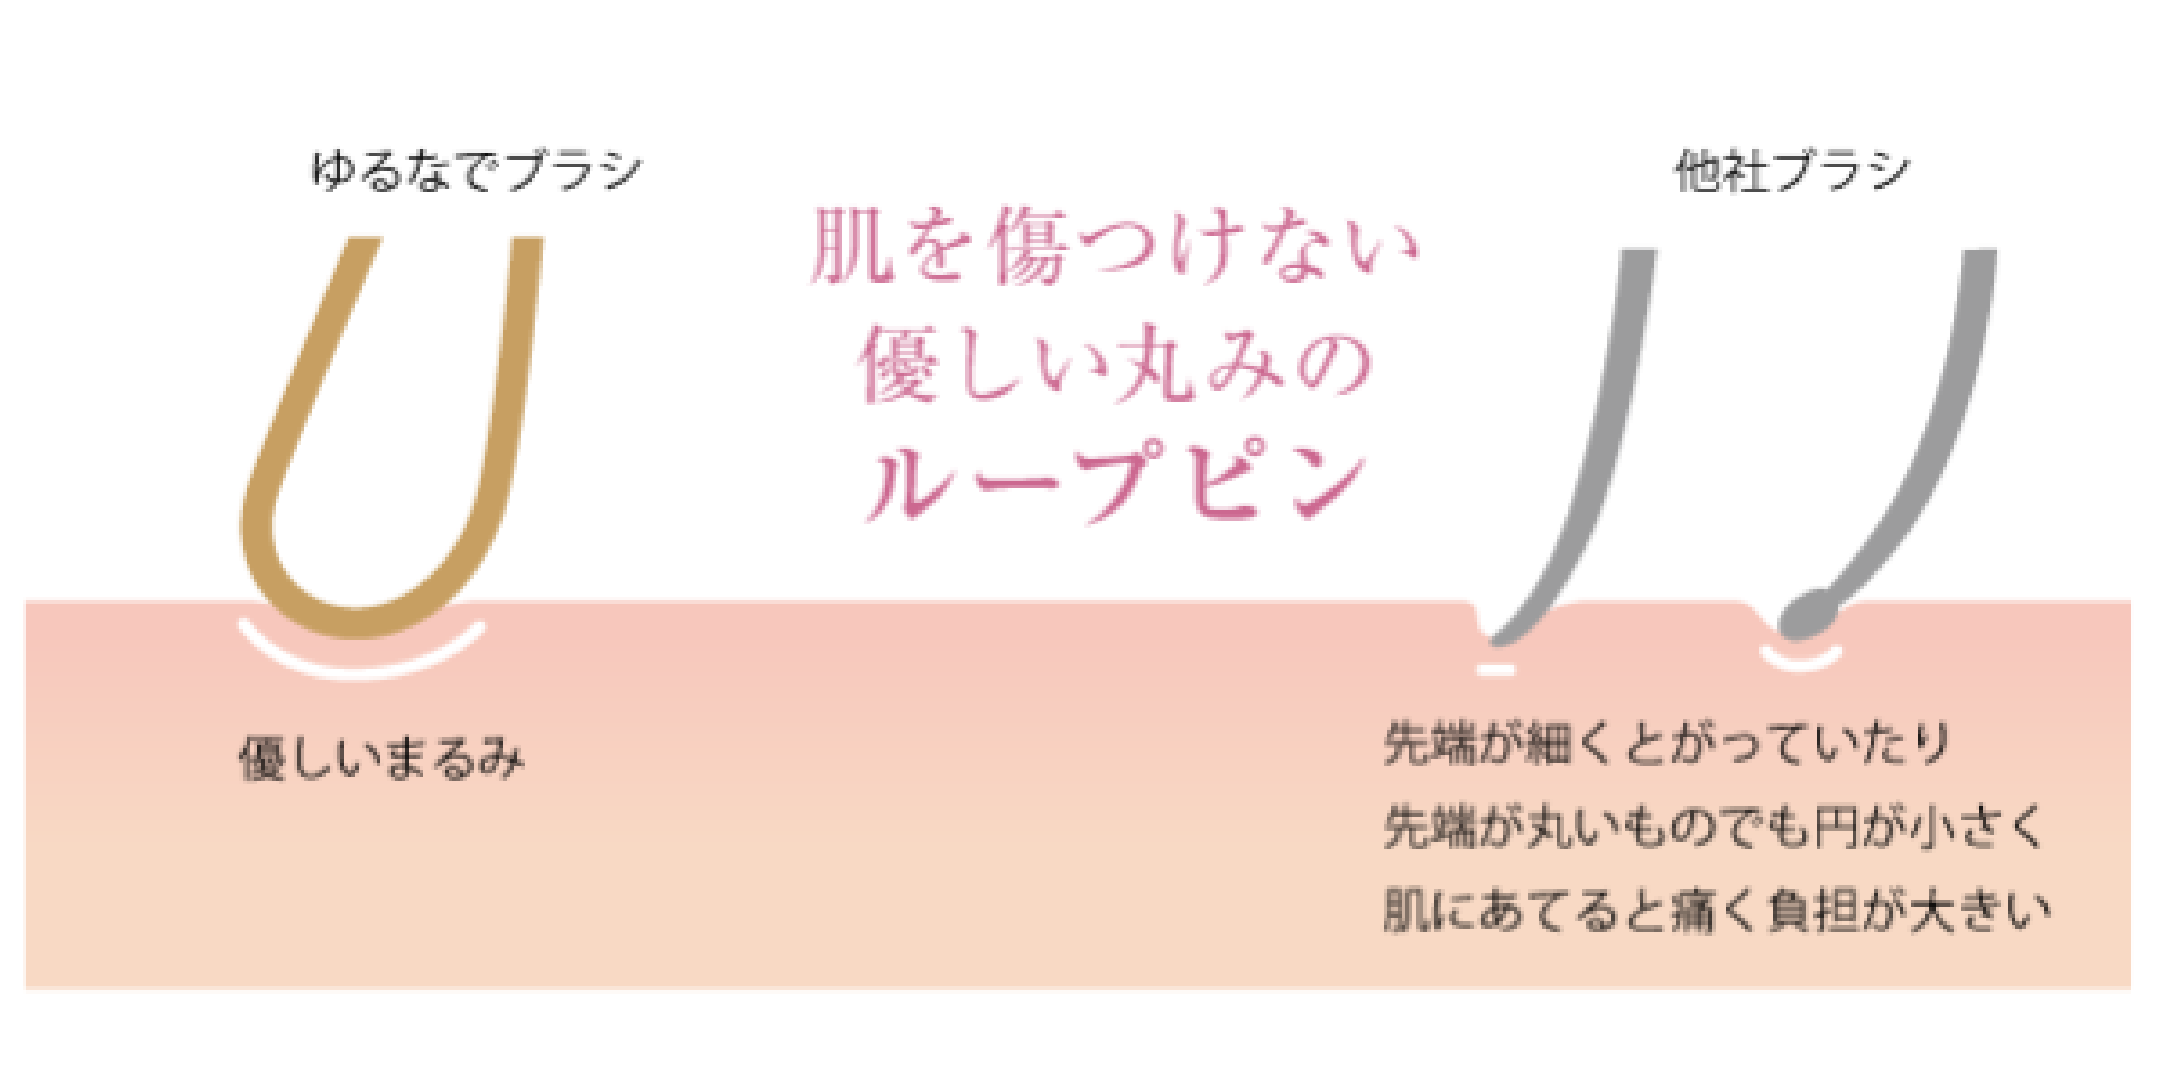 ゆるなでブラシ
他社ブラシ
肌を傷つけない
優しい丸みの
ループピン
優しいまるみ
先端が細くとがっていたり
先端が丸いものでも円が小さく
肌にあてると痛く負担が大きい